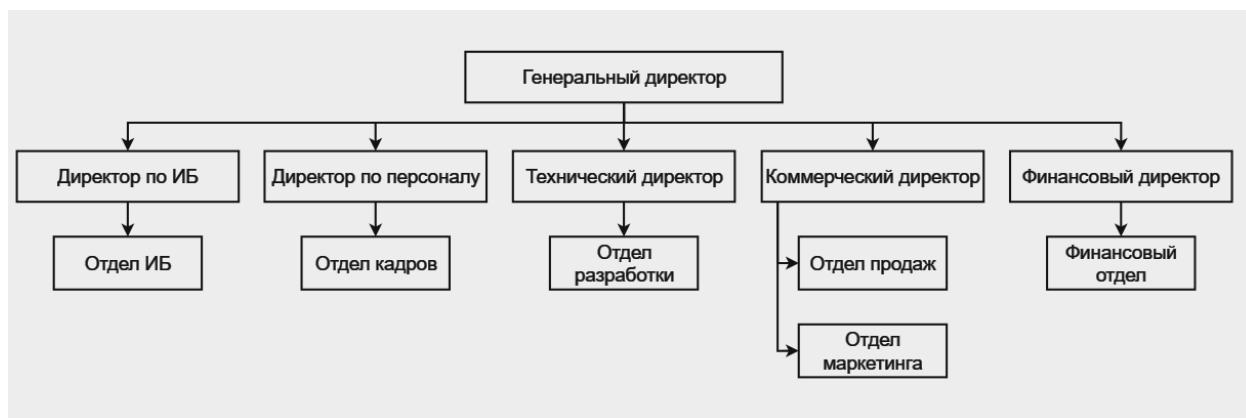 Генеральный директор
Директор по ИБ
Директор по персоналу
Технический директор
Коммерческий директор
Финансовый директор
Отдел ИБ
Отдел кадров
Отдел
разработки
Отдел продаж
Финансовый
отдел
Отдел
маркетинга